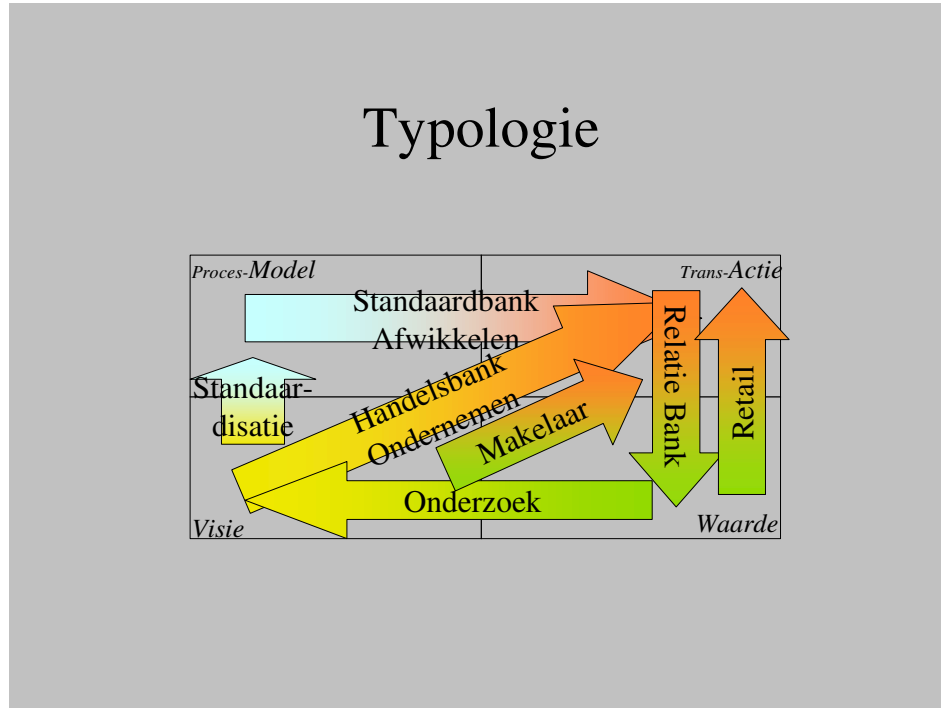 Typologie
Proces-Model
Trans-Actie
Standaardbank
Afwikkelen
Standaar-
disatie
Handelsbank
Ondernemen
Makelaar
Relatie Bank
Retail
Onderzoek
Visie
Waarde